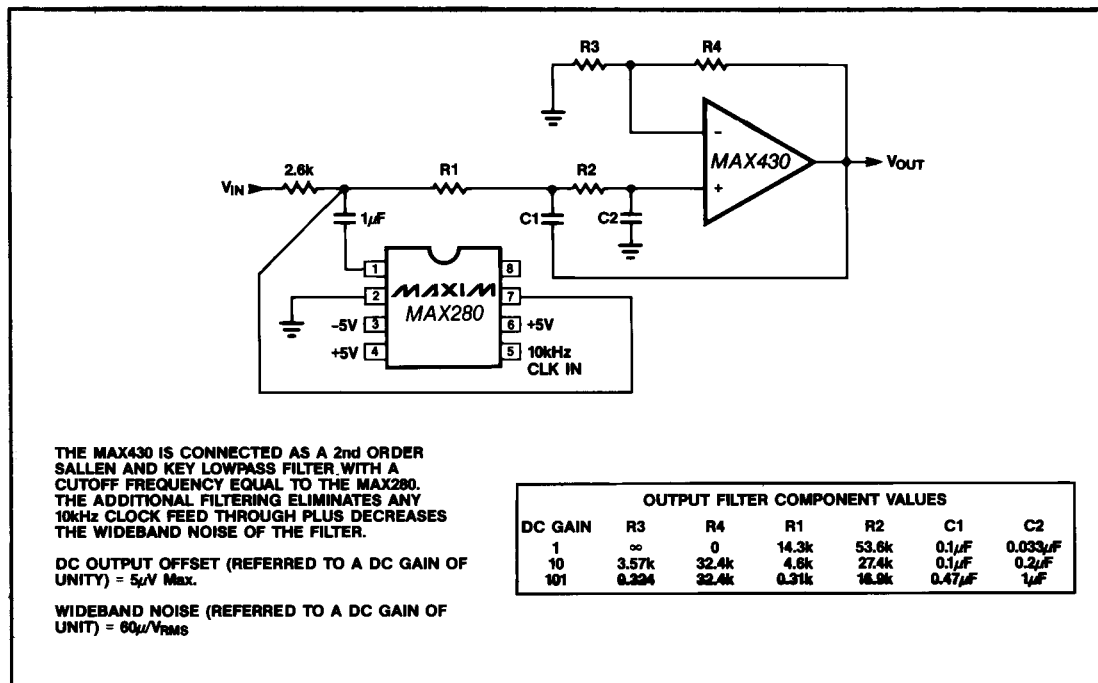 R3 R4
MAX430
−
+
VOUT
VIN 2.6k R1 R2
1µF C1 C2
1 8
2 MAXIM 7
MAX280
-5V 3 6 +5V
+5V 4 5 10kHz
CLK IN
THE MAX430 IS CONNECTED AS A 2nd ORDER
SALLEN AND KEY LOWPASS FILTER WITH A
CUTOFF FREQUENCY EQUAL TO THE MAX280.
THE ADDITIONAL FILTERING ELIMINATES ANY
10kHz CLOCK FEED THROUGH PLUS DECREASES
THE WIDEBAND NOISE OF THE FILTER.
DC OUTPUT OFFSET (REFERRED TO A DC GAIN OF
UNITY) = 5µV Max.
WIDEBAND NOISE (REFERRED TO A DC GAIN OF
UNIT) = 60µ/VRMS
OUTPUT FILTER COMPONENT VALUES
DC GAIN R3 R4 R1 R2 C1 C2
1 ∞ 0 14.3k 53.6k 0.1µF 0.033µF
10 3.57k 32.4k 4.6k 27.4k 0.1µF 0.2µF
101 0.324 32.4k 0.31k 16.9k 0.47µF 1µF